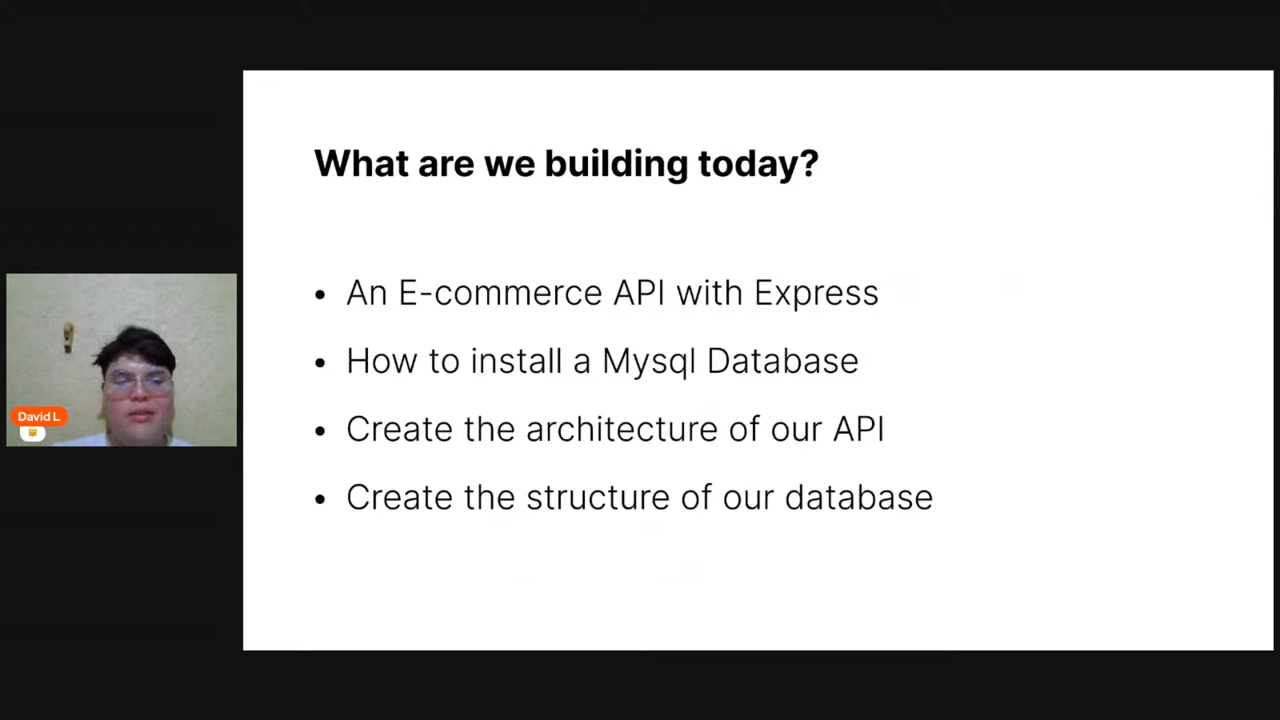 What are we building today?
• An E-commerce API with Express
• How to install a Mysql Database
• Create the architecture of our API
• Create the structure of our database
David L